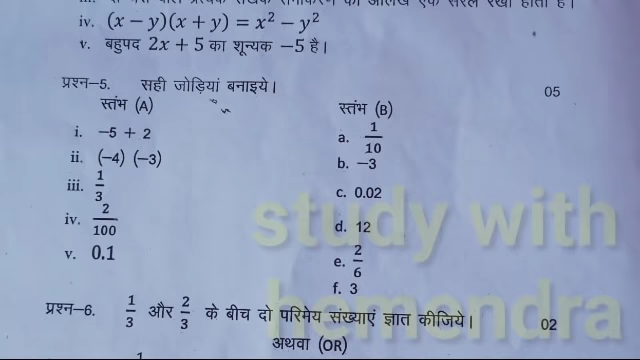 iv. (x − y)(x + y) = x² − y²
v. बहुपद 2x + 5 का शून्यक −5 है।
प्रश्न–5. सही जोड़ियां बनाइये। 05
स्तंभ (A) स्तंभ (B)
i. −5 + 2 a. 1/10
ii. (−4) (−3) b. −3
iii. 1/3 c. 0.02
iv. 2/100 d. 12
v. 0.1 e. 2/6
f. 3
study with
hemendra
प्रश्न–6. 1/3 और 2/3 के बीच दो परिमेय संख्याएं ज्ञात कीजिये। 02
अथवा (OR)